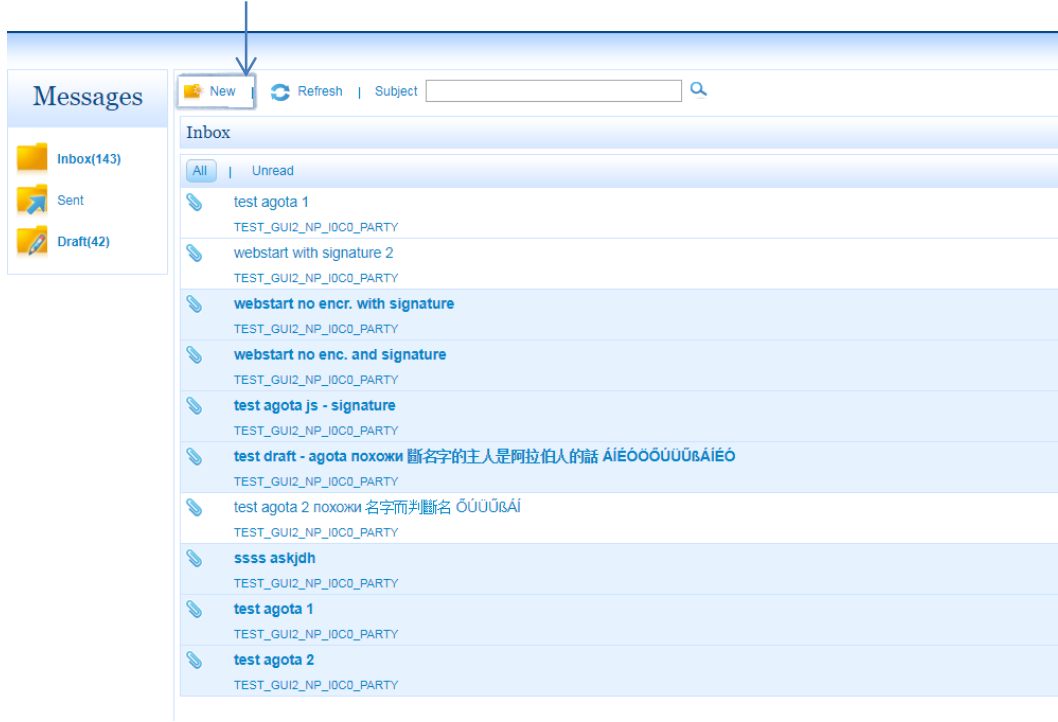 Messages
Inbox(143)
Sent
Draft(42)
New | Refresh | Subject
Inbox
All | Unread
test agota 1
TEST_GUI2_NP_I0C0_PARTY
webstart with signature 2
TEST_GUI2_NP_I0C0_PARTY
webstart no encr. with signature
TEST_GUI2_NP_I0C0_PARTY
webstart no enc. and signature
TEST_GUI2_NP_I0C0_PARTY
test agota js - signature
TEST_GUI2_NP_I0C0_PARTY
test draft - agota похожи 斷名字的主人是阿拉伯人的話 ÁÍÉÓÖŐÚÜŰßÁÍÉÓ
TEST_GUI2_NP_I0C0_PARTY
test agota 2 похожи 名字而判斷名 ŐÚÜŰßÁÍ
TEST_GUI2_NP_I0C0_PARTY
ssss askjdh
TEST_GUI2_NP_I0C0_PARTY
test agota 1
TEST_GUI2_NP_I0C0_PARTY
test agota 2
TEST_GUI2_NP_I0C0_PARTY